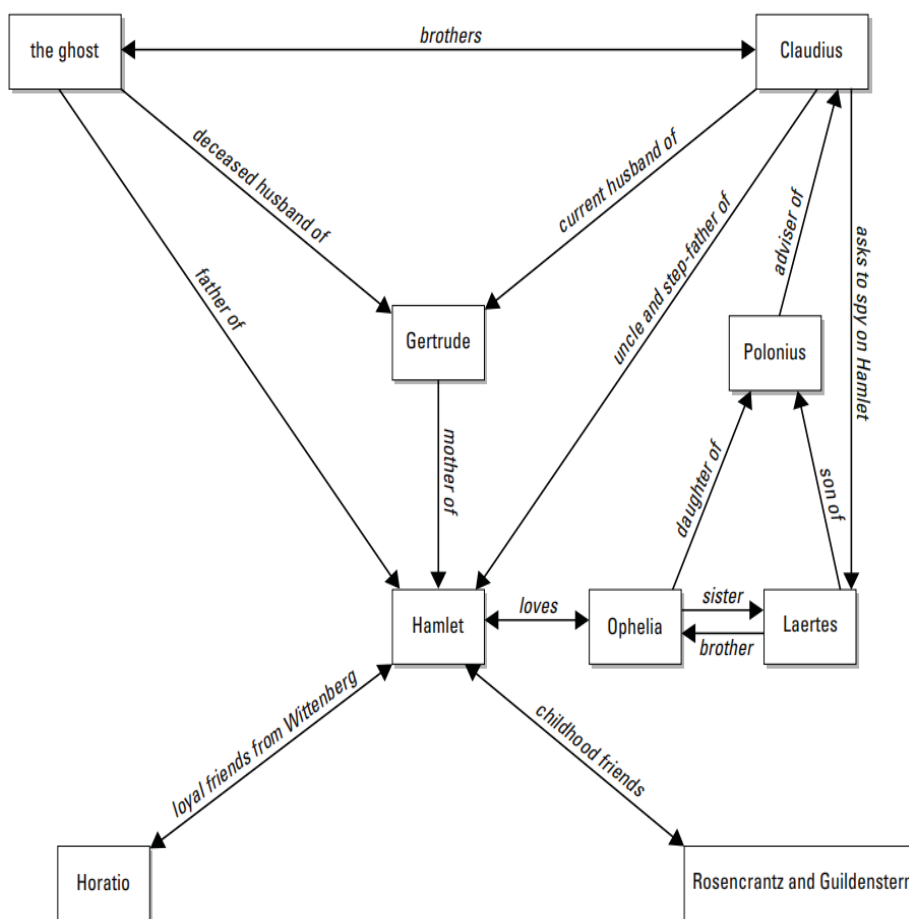 the ghost
brothers
Claudius
deceased husband of
current husband of
father of
uncle and step-father of
adviser of
asks to spy on Hamlet
Gertrude
Polonius
mother of
daughter of
son of
Hamlet
loves
Ophelia
sister
brother
Laertes
loyal friends from Wittenberg
childhood friends
Horatio
Rosencrantz and Guildenstern